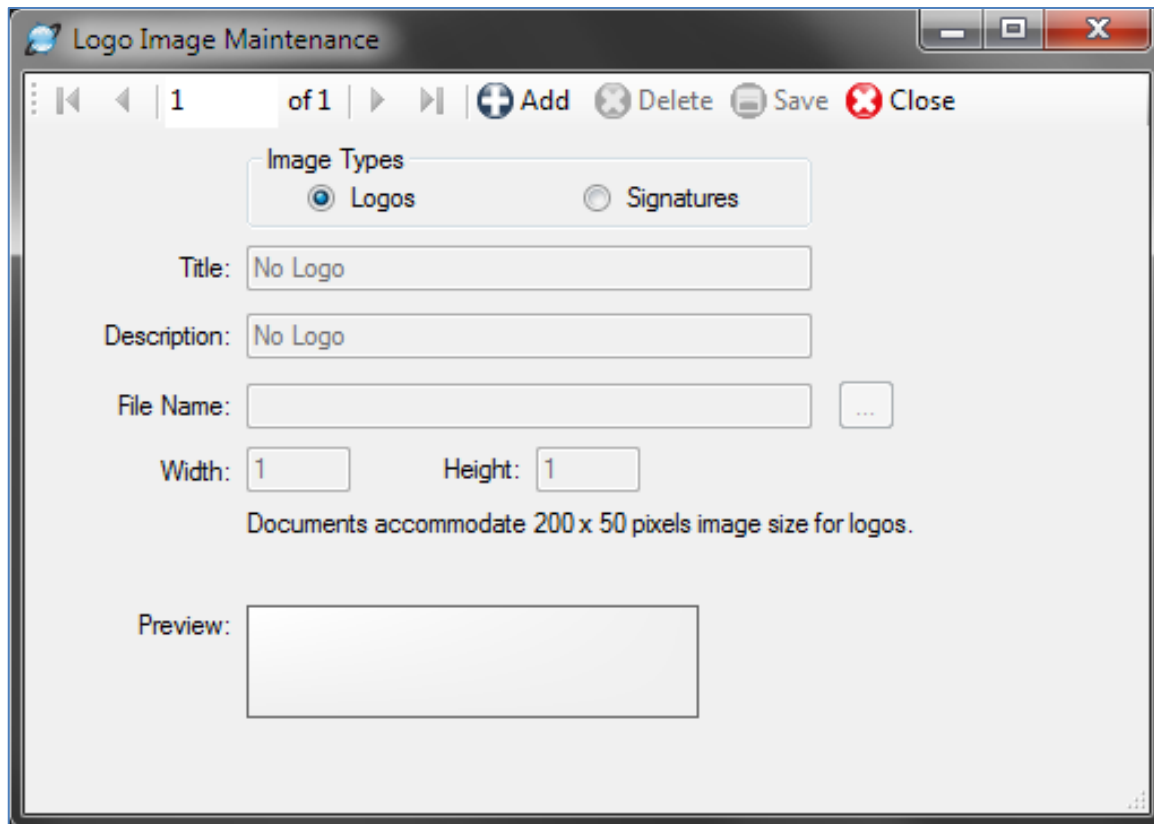 Logo Image Maintenance
1 of 1 Add Delete Save Close
Image Types
Logos Signatures
Title: No Logo
Description: No Logo
File Name: ...
Width: 1 Height: 1
Documents accommodate 200 x 50 pixels image size for logos.
Preview: